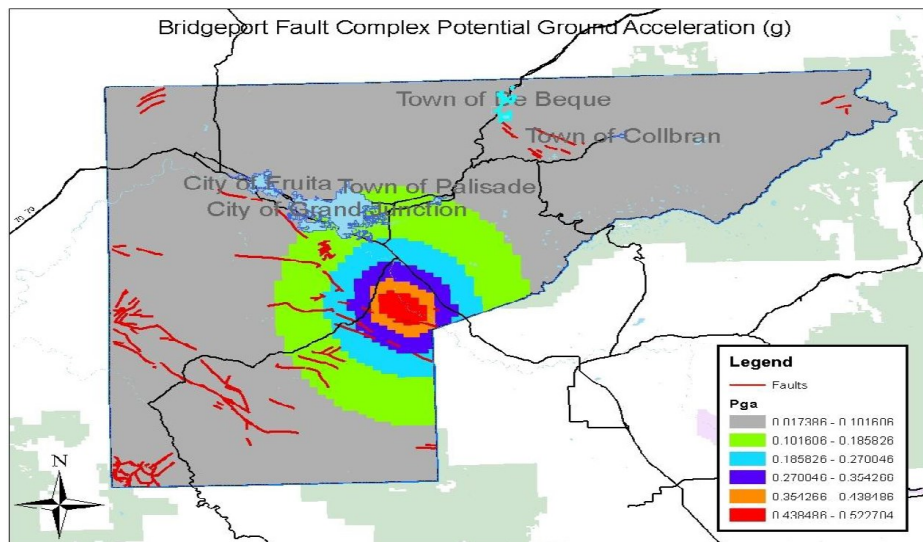 Bridgeport Fault Complex Potential Ground Acceleration (g)
Town of De Beque
Town of Collbran
City of Fruita
Town of Palisade
City of Grand Junction
N
Legend
Faults
Pga
0.017386 - 0.101606
0.101606 - 0.185826
0.185826 - 0.270046
0.270046 - 0.354266
0.354266 - 0.438486
0.438486 - 0.522704